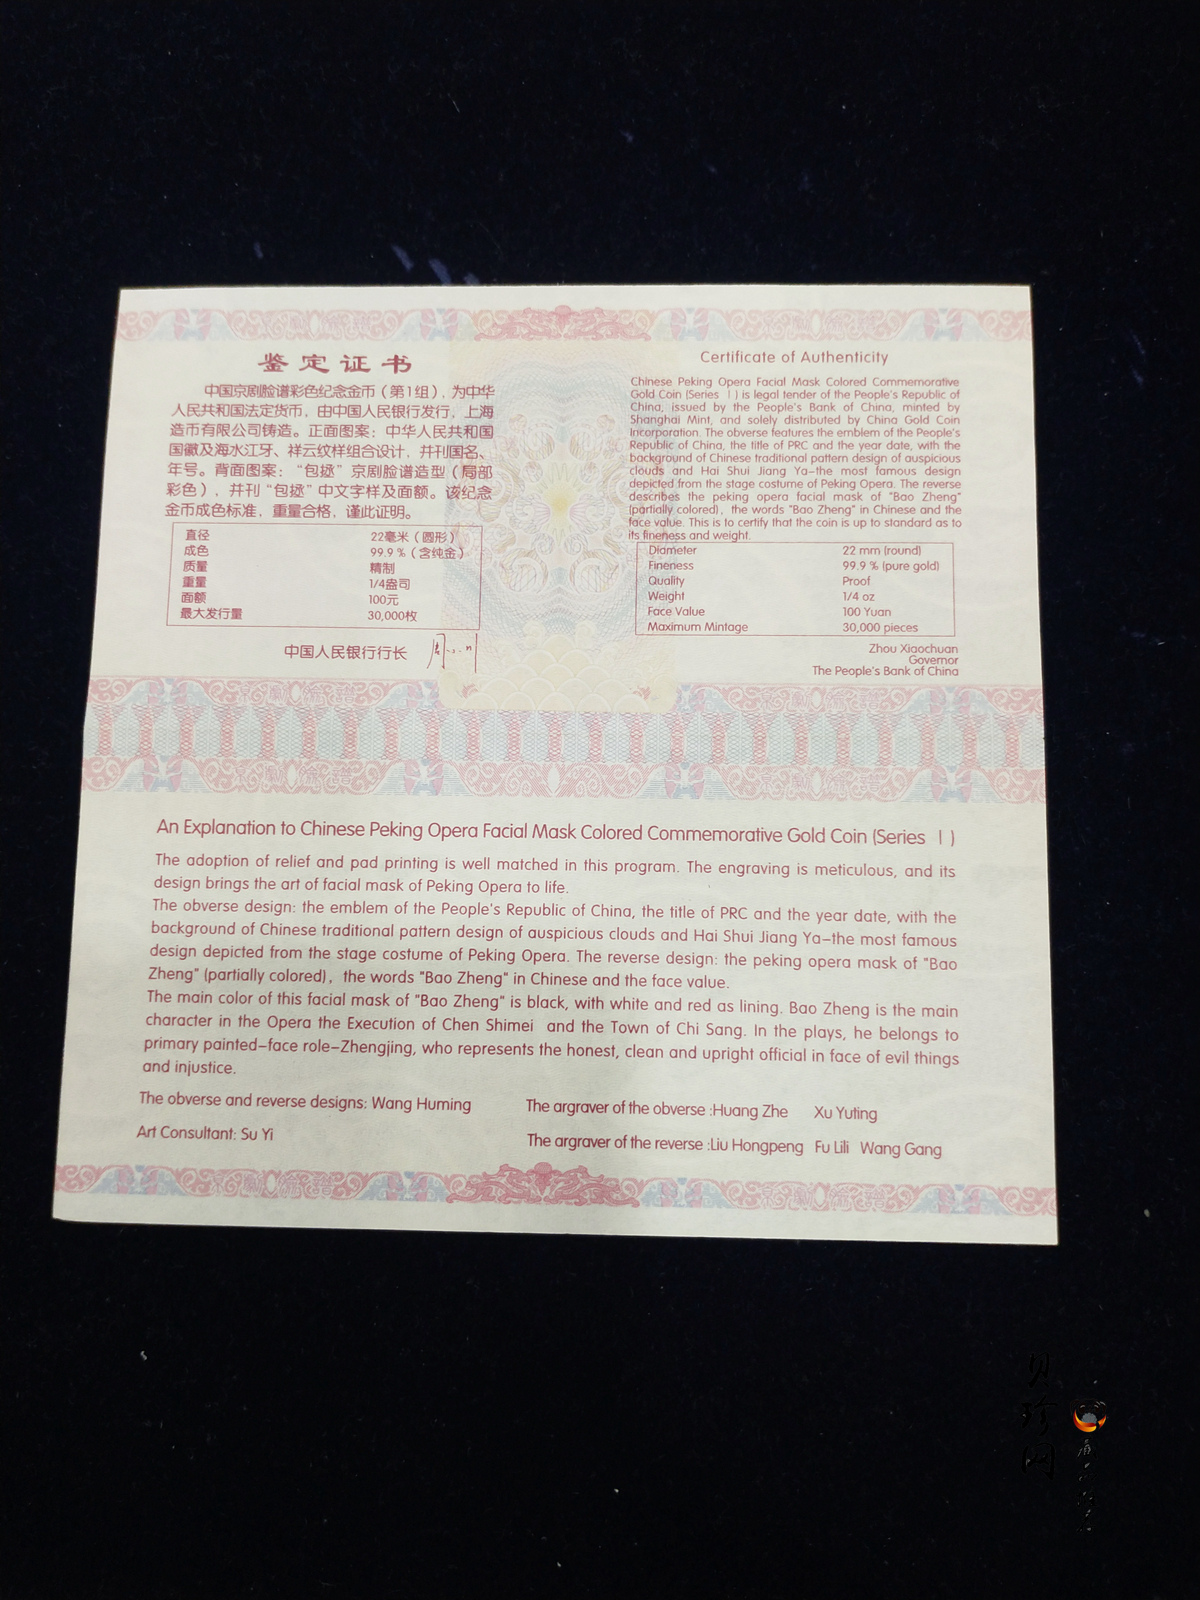 鉴定证书
中国京剧脸谱彩色纪念金币（第1组），为中华
人民共和国法定货币，由中国人民银行发行，上海
造币有限公司铸造。正面图案：中华人民共和国
国徽及海水江牙、祥云纹样组合设计，并刊国名、
年号。背面图案：“包拯”京剧脸谱造型（局部
彩色），并刊“包拯”中文字样及面额。该纪念
金币成色标准，重量合格，谨此证明。
直径 22毫米（圆形）
成色 99.9％（含纯金）
质量 精制
重量 1/4盎司
面额 100元
最大发行量 30,000枚
中国人民银行行长
Certificate of Authenticity
Chinese Peking Opera Facial Mask Colored Commemorative
Gold Coin (Series Ⅰ) is legal tender of the People's Republic of
China, issued by the People's Bank of China, minted by
Shanghai Mint, and solely distributed by China Gold Coin
Incorporation. The obverse features the emblem of the People's
Republic of China, the title of PRC and the year date, with the
background of Chinese traditional pattern design of auspicious
clouds and Hai Shui Jiang Ya–the most famous design
depicted from the stage costume of Peking Opera. The reverse
describes the peking opera facial mask of "Bao Zheng"
(partially colored), the words "Bao Zheng" in Chinese and the
face value. This is to certify that the coin is up to standard as to
its fineness and weight.
Diameter 22 mm (round)
Fineness 99.9 % (pure gold)
Quality Proof
Weight 1/4 oz
Face Value 100 Yuan
Maximum Mintage 30,000 pieces
Zhou Xiaochuan
Governor
The People's Bank of China
An Explanation to Chinese Peking Opera Facial Mask Colored Commemorative Gold Coin (Series Ⅰ)
The adoption of relief and pad printing is well matched in this program. The engraving is meticulous, and its
design brings the art of facial mask of Peking Opera to life.
The obverse design: the emblem of the People's Republic of China, the title of PRC and the year date, with the
background of Chinese traditional pattern design of auspicious clouds and Hai Shui Jiang Ya–the most famous
design depicted from the stage costume of Peking Opera. The reverse design: the peking opera mask of "Bao
Zheng" (partially colored), the words "Bao Zheng" in Chinese and the face value.
The main color of this facial mask of "Bao Zheng" is black, with white and red as lining. Bao Zheng is the main
character in the Opera the Execution of Chen Shimei and the Town of Chi Sang. In the plays, he belongs to
primary painted–face role–Zhengjing, who represents the honest, clean and upright official in face of evil things
and injustice.
The obverse and reverse designs: Wang Huming
The argraver of the obverse :Huang Zhe Xu Yuting
Art Consultant: Su Yi
The argraver of the reverse :Liu Hongpeng Fu Lili Wang Gang
贝珍网